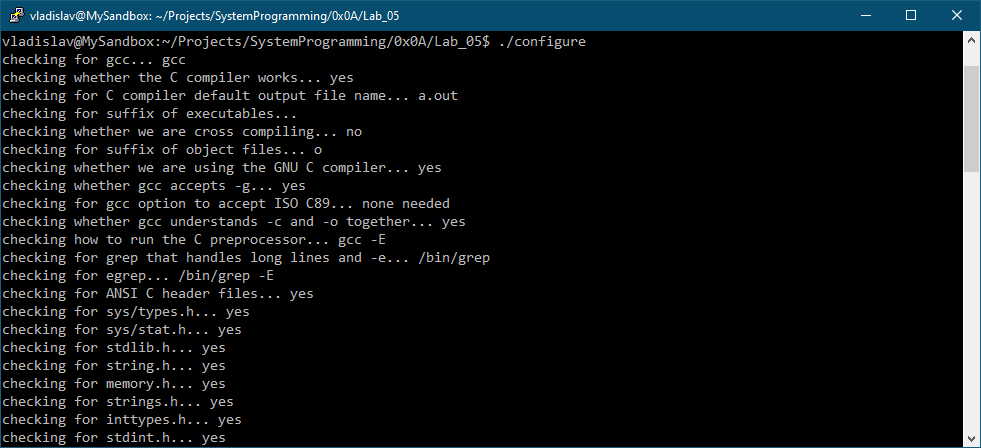 vladislav@MySandbox: ~/Projects/SystemProgramming/0x0A/Lab_05
vladislav@MySandbox:~/Projects/SystemProgramming/0x0A/Lab_05$ ./configure
checking for gcc... gcc
checking whether the C compiler works... yes
checking for C compiler default output file name... a.out
checking for suffix of executables...
checking whether we are cross compiling... no
checking for suffix of object files... o
checking whether we are using the GNU C compiler... yes
checking whether gcc accepts -g... yes
checking for gcc option to accept ISO C89... none needed
checking whether gcc understands -c and -o together... yes
checking how to run the C preprocessor... gcc -E
checking for grep that handles long lines and -e... /bin/grep
checking for egrep... /bin/grep -E
checking for ANSI C header files... yes
checking for sys/types.h... yes
checking for sys/stat.h... yes
checking for stdlib.h... yes
checking for string.h... yes
checking for memory.h... yes
checking for strings.h... yes
checking for inttypes.h... yes
checking for stdint.h... yes